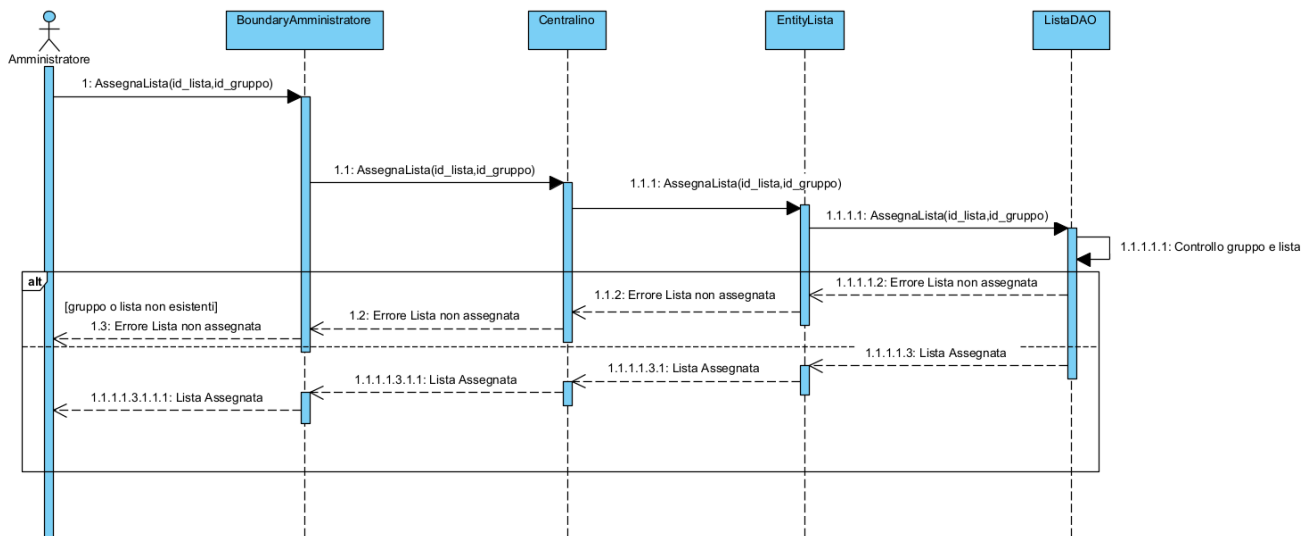 BoundaryAmministratore
Centralino
EntityLista
ListaDAO
Amministratore
1: AssegnaLista(id_lista,id_gruppo)
1.1: AssegnaLista(id_lista,id_gruppo)
1.1.1: AssegnaLista(id_lista,id_gruppo)
1.1.1.1: AssegnaLista(id_lista,id_gruppo)
1.1.1.1.1: Controllo gruppo e lista
alt
1.1.1.1.2: Errore Lista non assegnata
1.1.2: Errore Lista non assegnata
[gruppo o lista non esistenti]
1.2: Errore Lista non assegnata
1.3: Errore Lista non assegnata
1.1.1.1.3: Lista Assegnata
1.1.1.1.3.1: Lista Assegnata
1.1.1.1.3.1.1: Lista Assegnata
1.1.1.1.3.1.1.1: Lista Assegnata